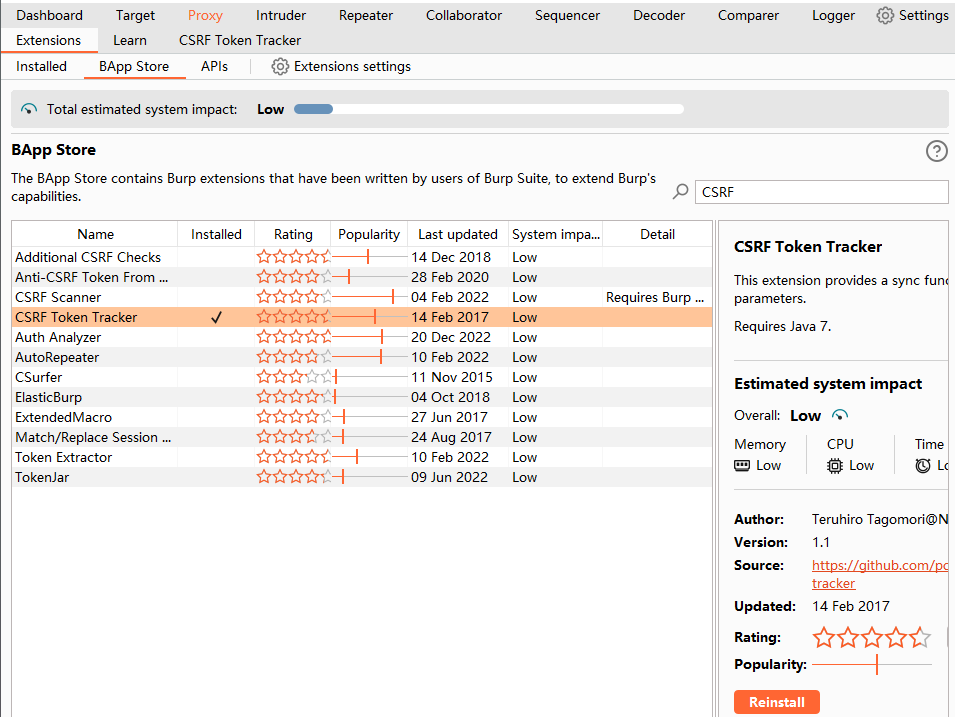 Dashboard Target Proxy Intruder Repeater Collaborator Sequencer Decoder Comparer Logger Settings
Extensions Learn CSRF Token Tracker
Installed BApp Store APIs Extensions settings
Total estimated system impact: Low
BApp Store
The BApp Store contains Burp extensions that have been written by users of Burp Suite, to extend Burp's
capabilities.
CSRF
Name Installed Rating Popularity Last updated System impa... Detail
Additional CSRF Checks 14 Dec 2018 Low
Anti-CSRF Token From ... 28 Feb 2020 Low
CSRF Scanner 04 Feb 2022 Low Requires Burp ...
CSRF Token Tracker 14 Feb 2017 Low
Auth Analyzer 20 Dec 2022 Low
AutoRepeater 10 Feb 2022 Low
CSurfer 11 Nov 2015 Low
ElasticBurp 04 Oct 2018 Low
ExtendedMacro 27 Jun 2017 Low
Match/Replace Session ... 24 Aug 2017 Low
Token Extractor 10 Feb 2022 Low
TokenJar 09 Jun 2022 Low
CSRF Token Tracker
This extension provides a sync func
parameters.
Requires Java 7.
Estimated system impact
Overall: Low
Memory CPU Time
Low Low Lo
Author: Teruhiro Tagomori@N
Version: 1.1
Source: https://github.com/po
tracker
Updated: 14 Feb 2017
Rating:
Popularity:
Reinstall